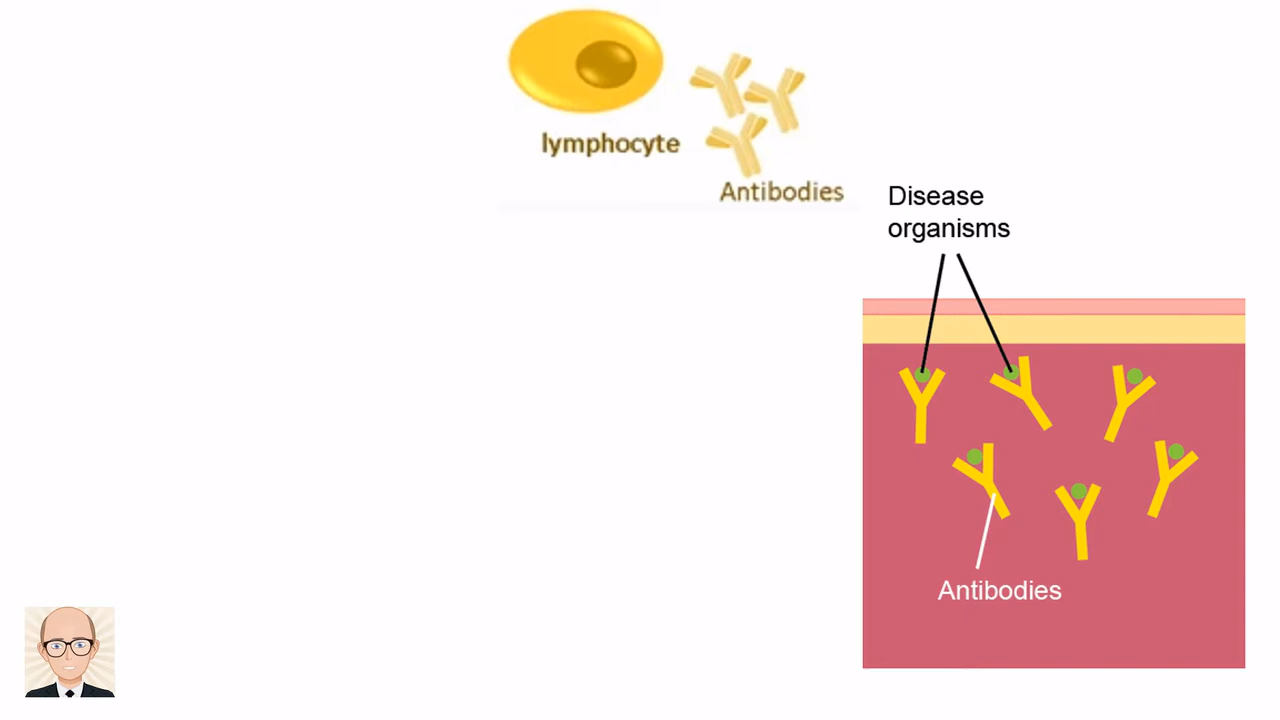 lymphocyte
Antibodies
Disease
organisms
Antibodies